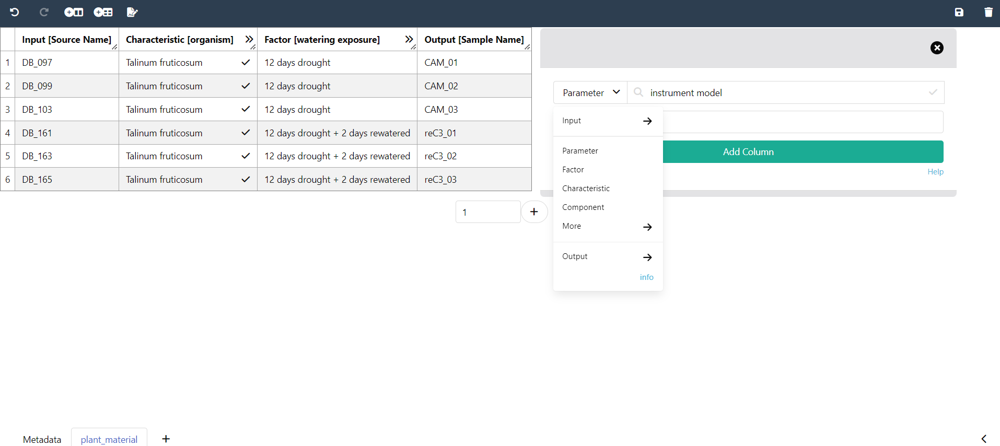 Input [Source Name] Characteristic [organism] Factor [watering exposure] Output [Sample Name]
1 DB_097 Talinum fruticosum 12 days drought CAM_01
2 DB_099 Talinum fruticosum 12 days drought CAM_02
3 DB_103 Talinum fruticosum 12 days drought CAM_03
4 DB_161 Talinum fruticosum 12 days drought + 2 days rewatered reC3_01
5 DB_163 Talinum fruticosum 12 days drought + 2 days rewatered reC3_02
6 DB_165 Talinum fruticosum 12 days drought + 2 days rewatered reC3_03
1
Parameter instrument model
Input
Parameter
Factor
Characteristic
Component
More
Output
info
Add Column
Help
Metadata plant_material